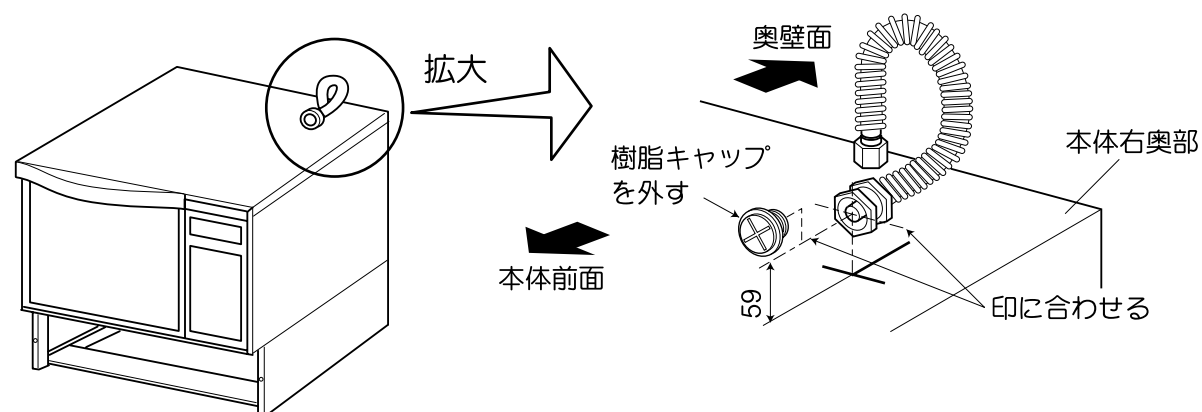 拡大
奥壁面
本体右奥部
樹脂キャップ
を外す
本体前面
59
印に合わせる